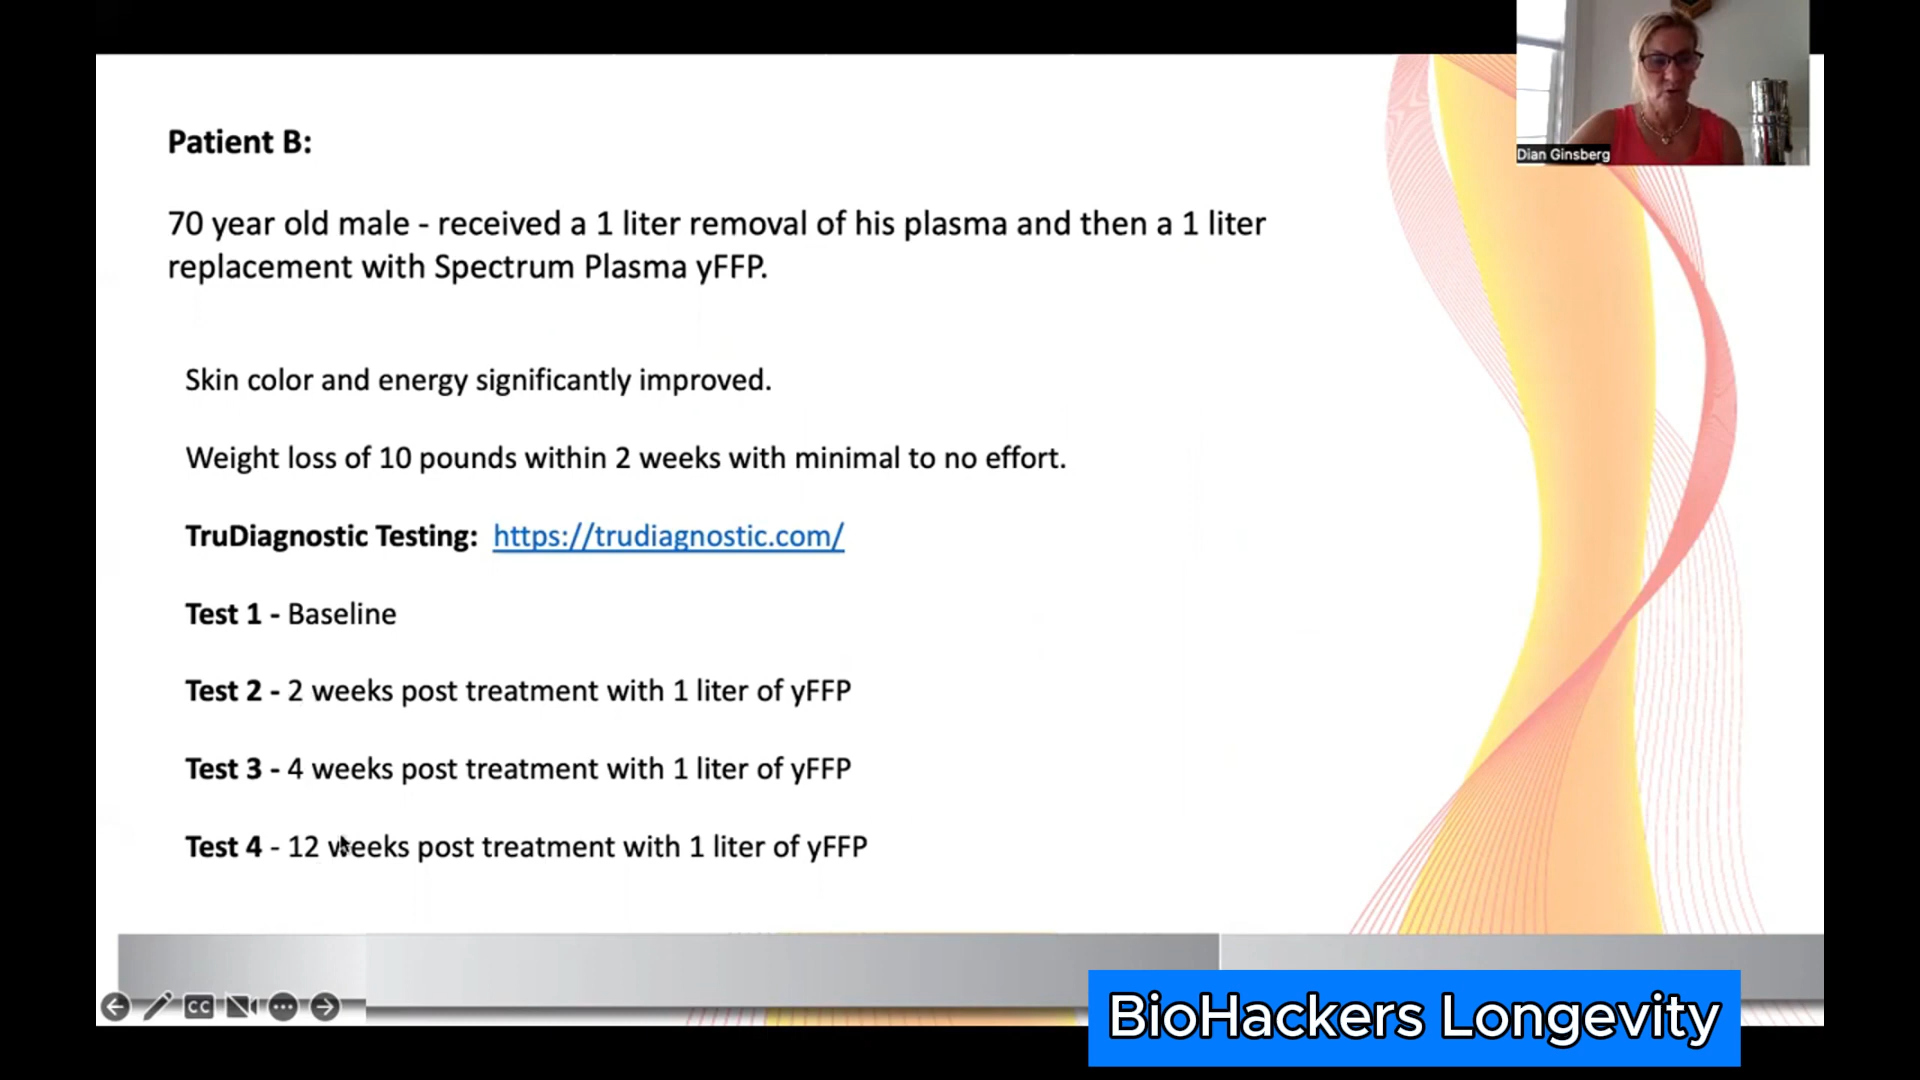 Dian Ginsberg
Patient B:
70 year old male - received a 1 liter removal of his plasma and then a 1 liter
replacement with Spectrum Plasma yFFP.
Skin color and energy significantly improved.
Weight loss of 10 pounds within 2 weeks with minimal to no effort.
TruDiagnostic Testing: https://trudiagnostic.com/
Test 1 - Baseline
Test 2 - 2 weeks post treatment with 1 liter of yFFP
Test 3 - 4 weeks post treatment with 1 liter of yFFP
Test 4 - 12 weeks post treatment with 1 liter of yFFP
CC
BioHackers Longevity